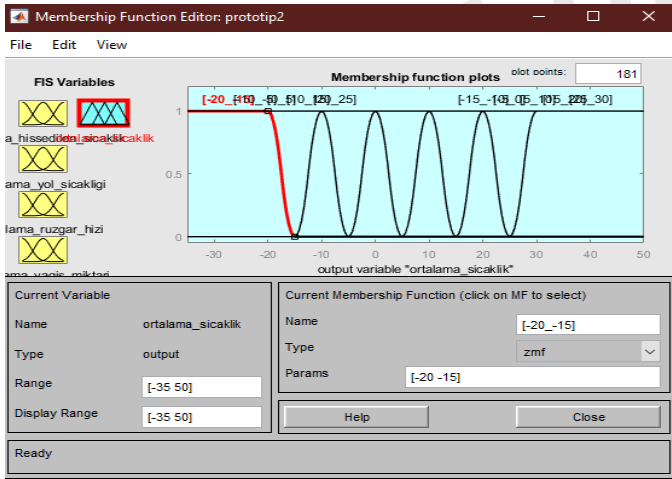 Membership Function Editor: prototip2
File Edit View
FIS Variables
Membership function plots
plot points: 181
ama_yol_sicakligi
lama_ruzgar_hizi
1
0.5
0
-30 -20 -10 0 10 20 30 40 50
output variable "ortalama_sicaklik"
Current Variable
Name ortalama_sicaklik
Type output
Range [-35 50]
Display Range [-35 50]
Current Membership Function (click on MF to select)
Name [-20_-15]
Type zmf
Params [-20 -15]
Help Close
Ready